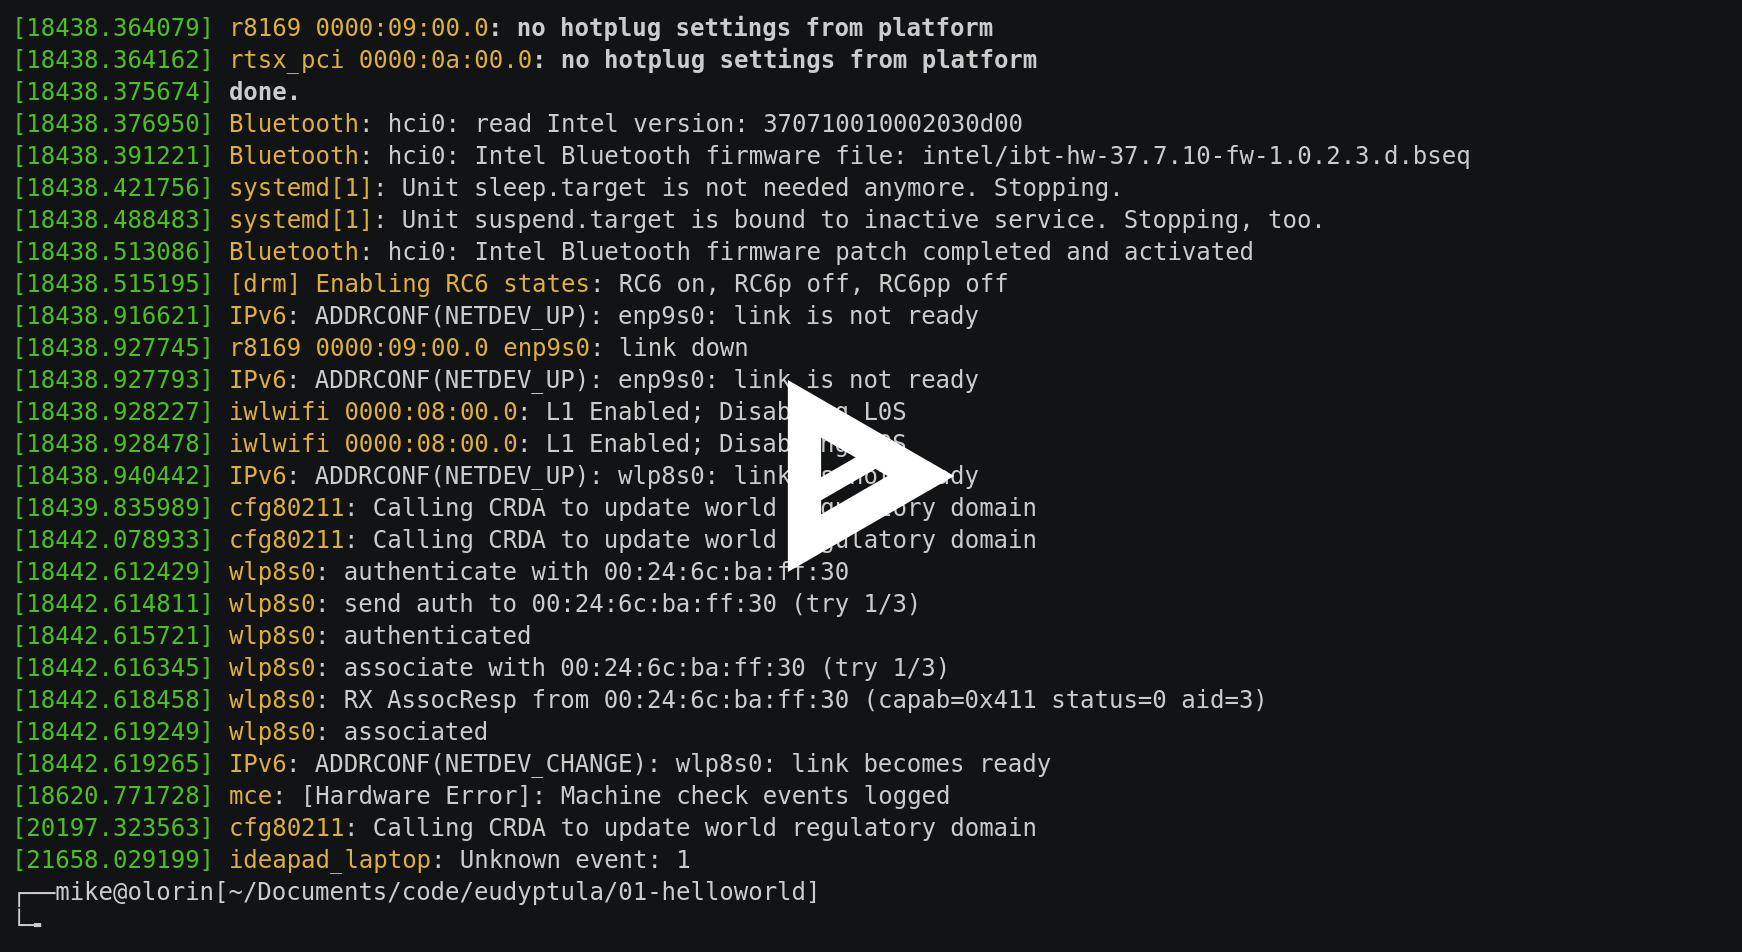 [18438.364079] r8169 0000:09:00.0: no hotplug settings from platform
[18438.364162] rtsx_pci 0000:0a:00.0: no hotplug settings from platform
[18438.375674] done.
[18438.376950] Bluetooth: hci0: read Intel version: 370710010002030d00
[18438.391221] Bluetooth: hci0: Intel Bluetooth firmware file: intel/ibt-hw-37.7.10-fw-1.0.2.3.d.bseq
[18438.421756] systemd[1]: Unit sleep.target is not needed anymore. Stopping.
[18438.488483] systemd[1]: Unit suspend.target is bound to inactive service. Stopping, too.
[18438.513086] Bluetooth: hci0: Intel Bluetooth firmware patch completed and activated
[18438.515195] [drm] Enabling RC6 states: RC6 on, RC6p off, RC6pp off
[18438.916621] IPv6: ADDRCONF(NETDEV_UP): enp9s0: link is not ready
[18438.927745] r8169 0000:09:00.0 enp9s0: link down
[18438.927793] IPv6: ADDRCONF(NETDEV_UP): enp9s0: link is not ready
[18438.928227] iwlwifi 0000:08:00.0: L1 Enabled; Disabling L0S
[18438.928478] iwlwifi 0000:08:00.0: L1 Enabled; Disabling L0S
[18438.940442] IPv6: ADDRCONF(NETDEV_UP): wlp8s0: link is not ready
[18439.835989] cfg80211: Calling CRDA to update world regulatory domain
[18442.078933] cfg80211: Calling CRDA to update world regulatory domain
[18442.612429] wlp8s0: authenticate with 00:24:6c:ba:ff:30
[18442.614811] wlp8s0: send auth to 00:24:6c:ba:ff:30 (try 1/3)
[18442.615721] wlp8s0: authenticated
[18442.616345] wlp8s0: associate with 00:24:6c:ba:ff:30 (try 1/3)
[18442.618458] wlp8s0: RX AssocResp from 00:24:6c:ba:ff:30 (capab=0x411 status=0 aid=3)
[18442.619249] wlp8s0: associated
[18442.619265] IPv6: ADDRCONF(NETDEV_CHANGE): wlp8s0: link becomes ready
[18620.771728] mce: [Hardware Error]: Machine check events logged
[20197.323563] cfg80211: Calling CRDA to update world regulatory domain
[21658.029199] ideapad_laptop: Unknown event: 1
┌──mike@olorin[~/Documents/code/eudyptula/01-helloworld]
└╼